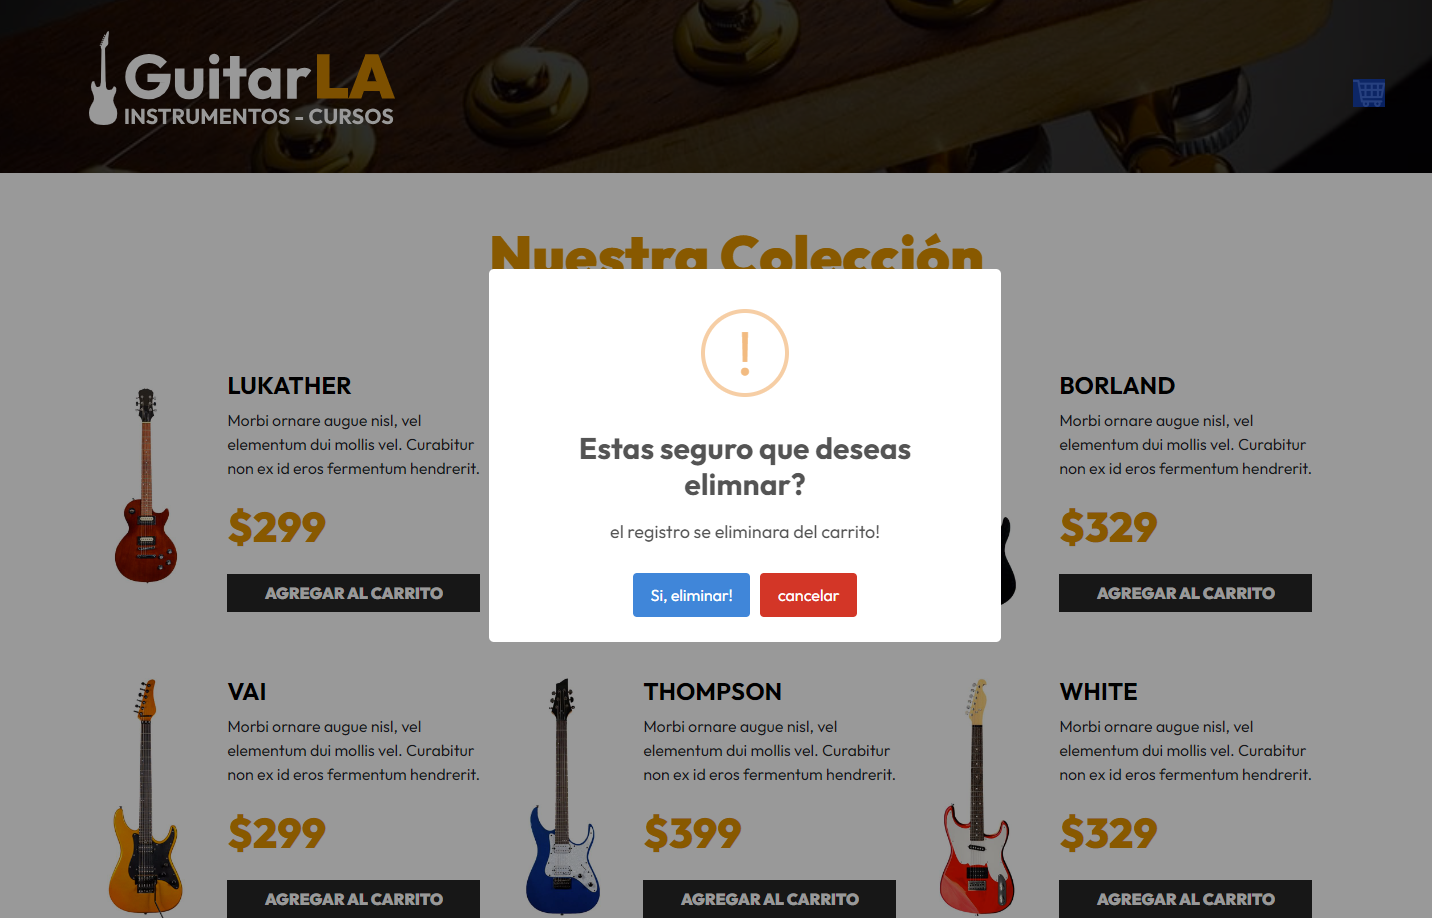 GuitarLA
INSTRUMENTOS - CURSOS
Nuestra Colección
!
Estas seguro que deseas
elimnar?
el registro se eliminara del carrito!
Si, eliminar!
cancelar
LUKATHER
Morbi ornare augue nisl, vel
elementum dui mollis vel. Curabitur
non ex id eros fermentum hendrerit.
$299
AGREGAR AL CARRITO
BORLAND
Morbi ornare augue nisl, vel
elementum dui mollis vel. Curabitur
non ex id eros fermentum hendrerit.
$329
AGREGAR AL CARRITO
VAI
Morbi ornare augue nisl, vel
elementum dui mollis vel. Curabitur
non ex id eros fermentum hendrerit.
$299
AGREGAR AL CARRITO
THOMPSON
Morbi ornare augue nisl, vel
elementum dui mollis vel. Curabitur
non ex id eros fermentum hendrerit.
$399
AGREGAR AL CARRITO
WHITE
Morbi ornare augue nisl, vel
elementum dui mollis vel. Curabitur
non ex id eros fermentum hendrerit.
$329
AGREGAR AL CARRITO